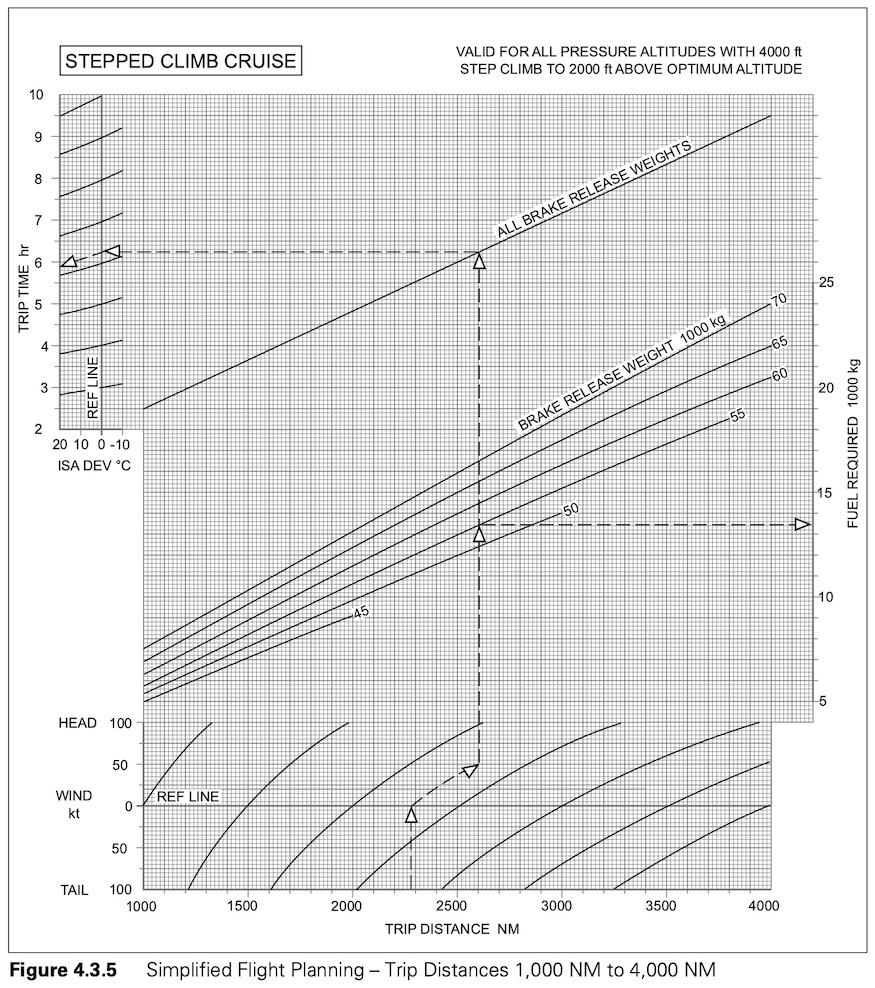 STEPPED CLIMB CRUISE
VALID FOR ALL PRESSURE ALTITUDES WITH 4000 ft
STEP CLIMB TO 2000 ft ABOVE OPTIMUM ALTITUDE
10
9
8
7
6
5
4
3
2
TRIP TIME hr
REF LINE
20 10 0 -10
ISA DEV °C
ALL BRAKE RELEASE WEIGHTS
BRAKE RELEASE WEIGHT 1000 kg
70
65
60
55
50
45
25
20
15
10
5
FUEL REQUIRED 1000 kg
HEAD 100
50
WIND 0
kt
50
TAIL 100
REF LINE
1000 1500 2000 2500 3000 3500 4000
TRIP DISTANCE NM
Figure 4.3.5 Simplified Flight Planning – Trip Distances 1,000 NM to 4,000 NM